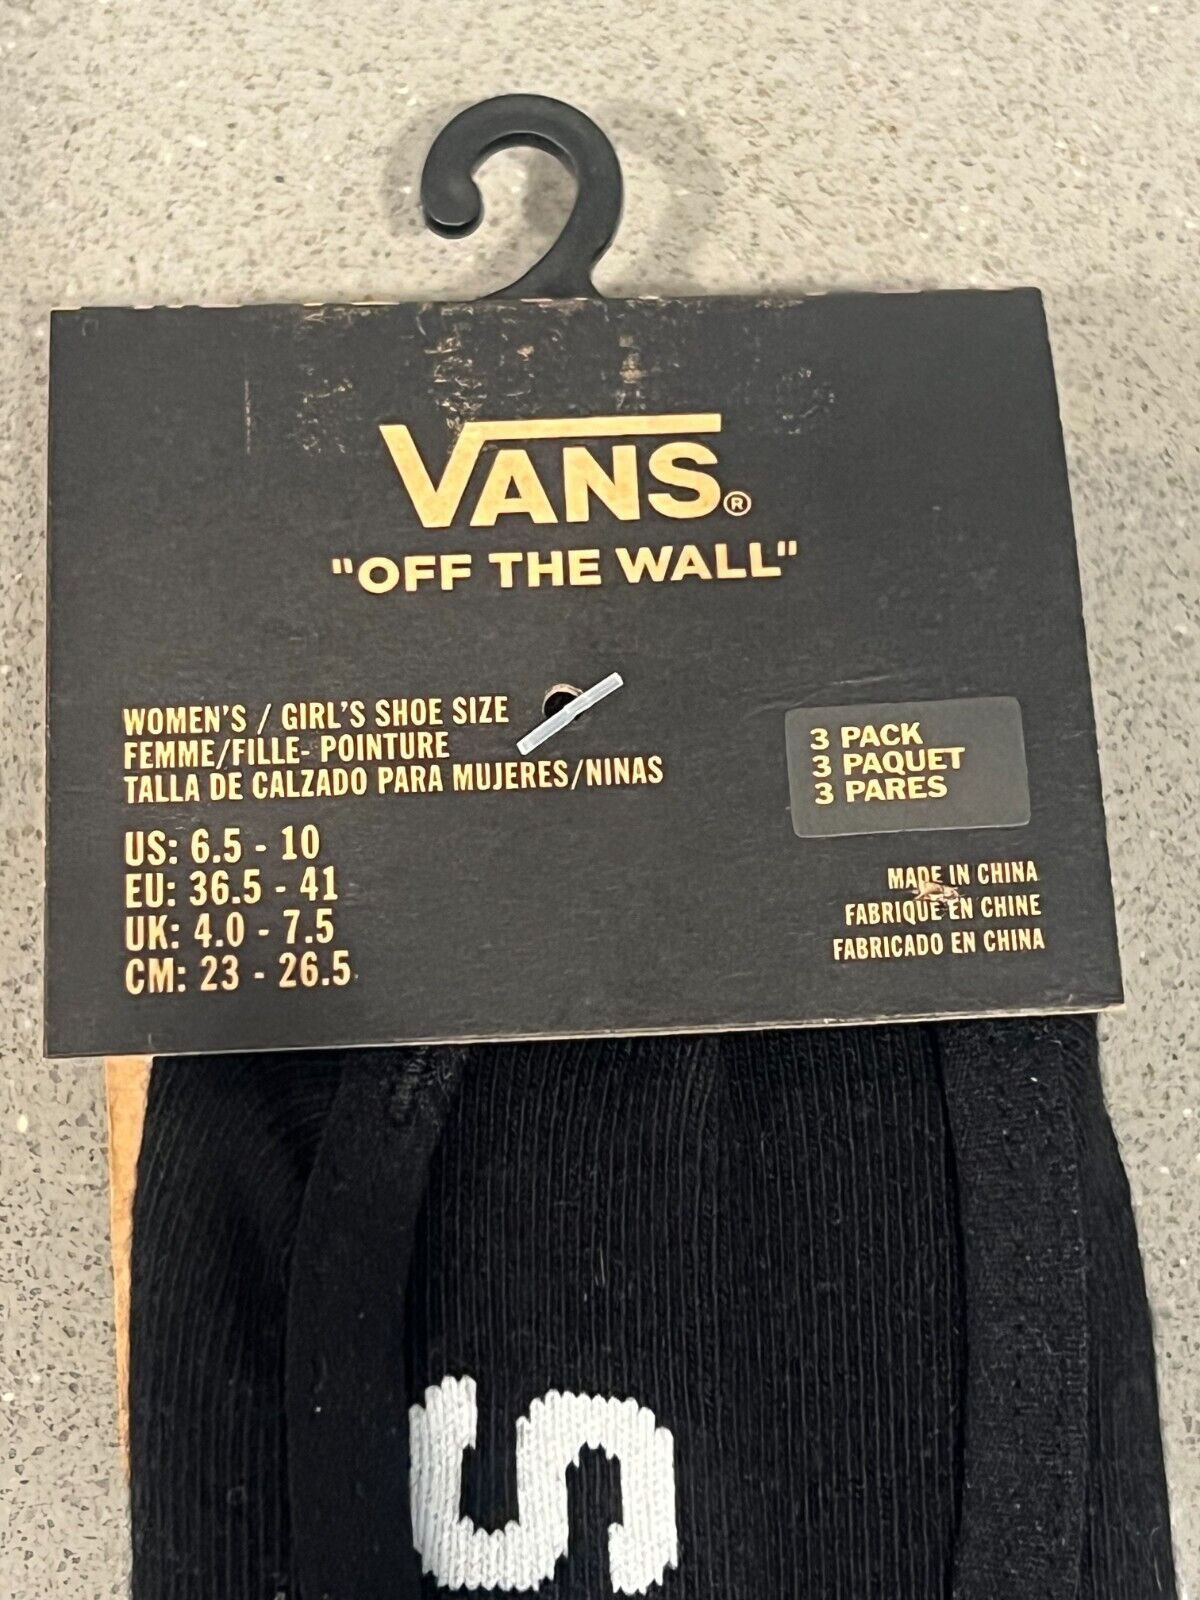 VANS®
"OFF THE WALL"
WOMEN'S / GIRL'S SHOE SIZE
FEMME/FILLE- POINTURE
TALLA DE CALZADO PARA MUJERES/NINAS
US: 6.5 - 10
EU: 36.5 - 41
UK: 4.0 - 7.5
CM: 23 - 26.5
3 PACK
3 PAQUET
3 PARES
MADE IN CHINA
FABRIQUE EN CHINE
FABRICADO EN CHINA
S